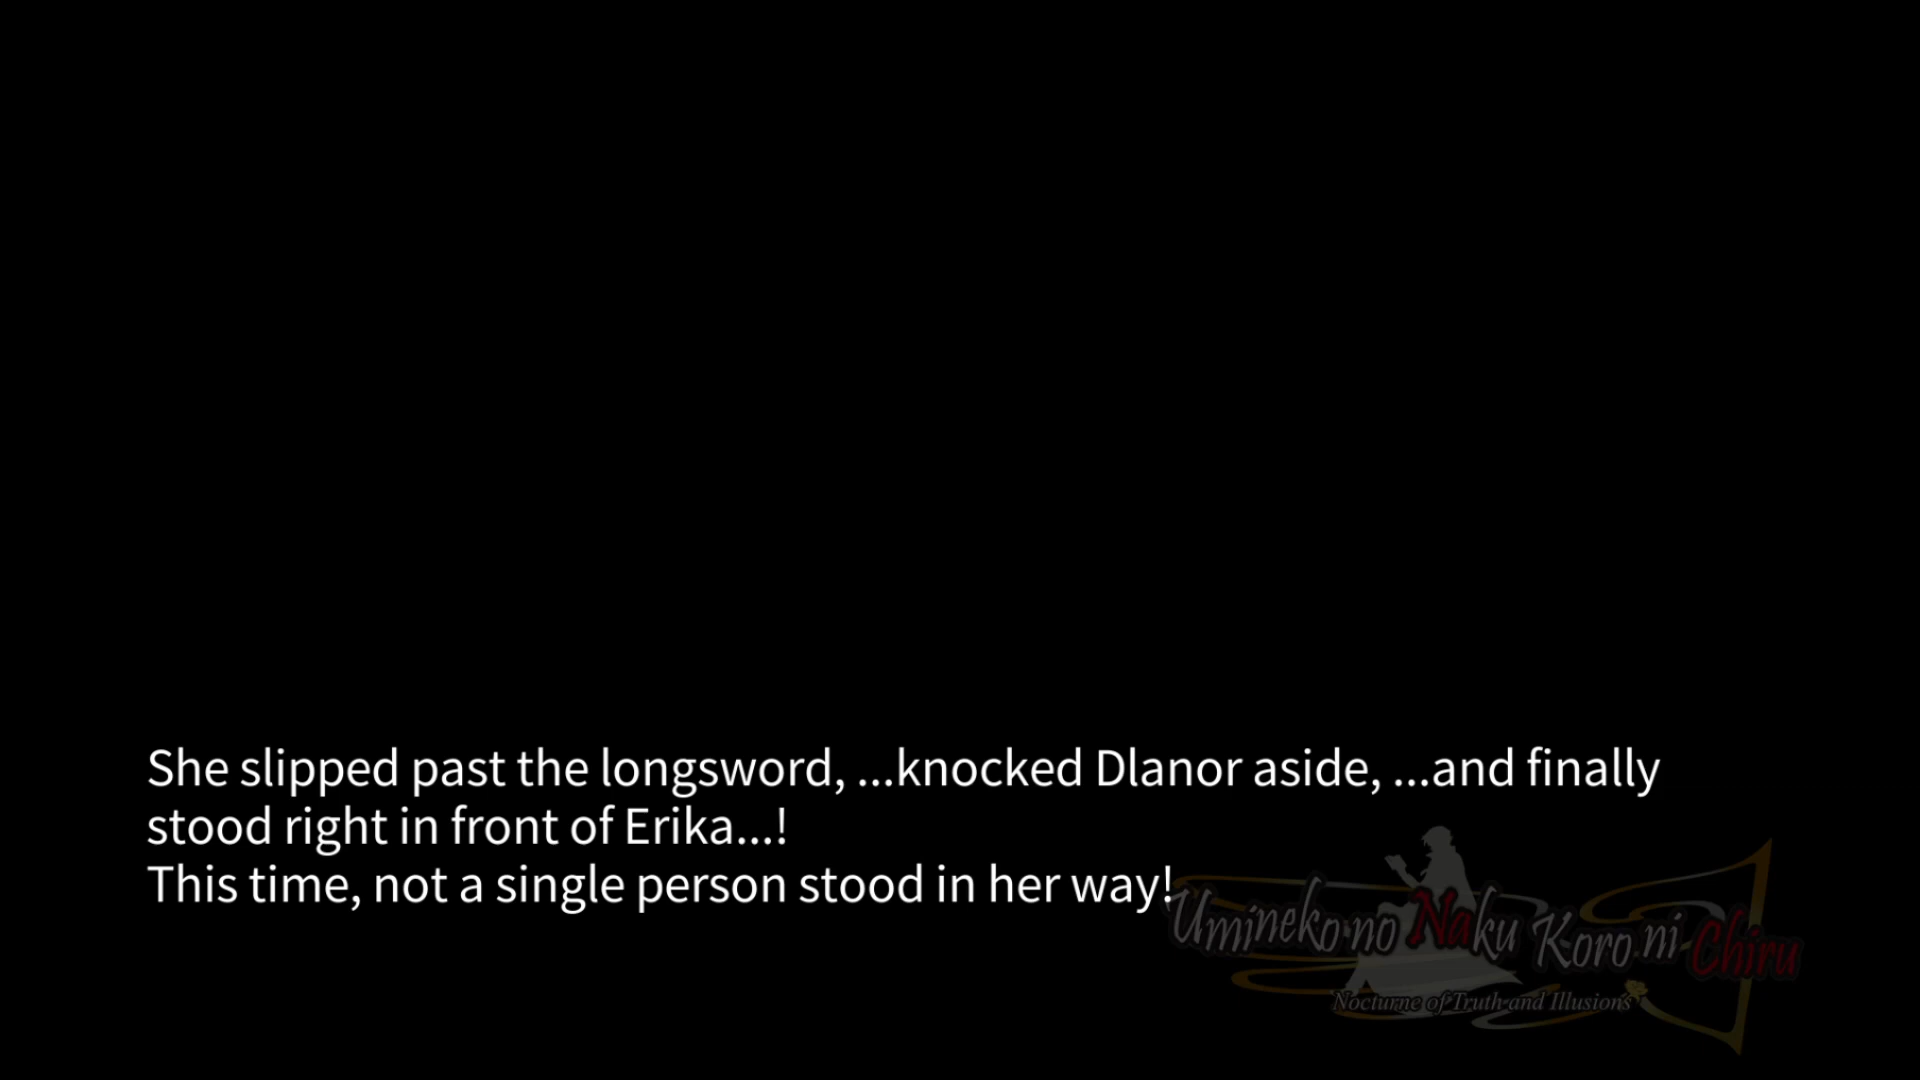 She slipped past the longsword, ...knocked Dlanor aside, ...and finally
stood right in front of Erika...!
This time, not a single person stood in her way!
Umineko no Naku Koro ni Chiru
Nocturne of Truth and Illusions